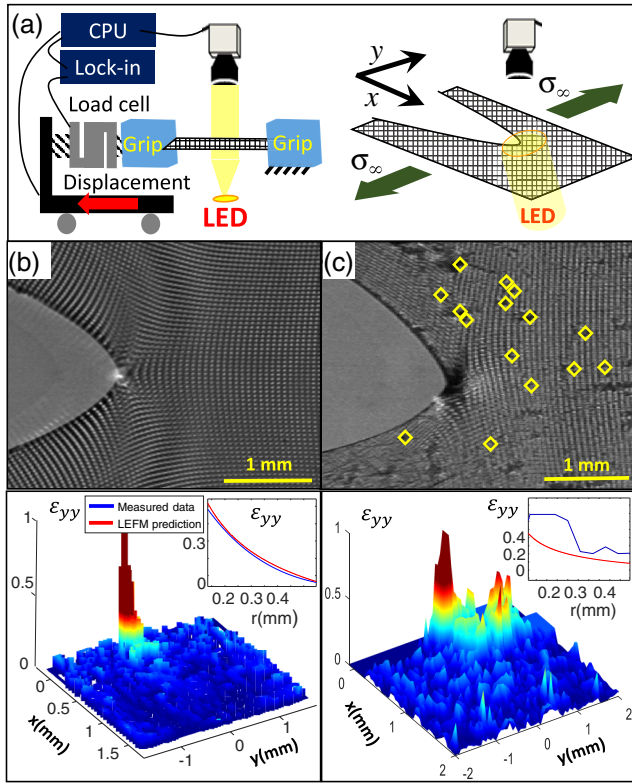 (a)
CPU
Lock-in
Load cell
Grip
Grip
Displacement
LED
y
x
σ∞
σ∞
LED
(b)
1 mm
(c)
1 mm
εyy
Measured data
LEFM prediction
εyy
0.3
0
0.2 0.3 0.4
r(mm)
1
0.5
0
0
0.5
1
1.5
x(mm)
-1
0
1
y(mm)
εyy
εyy
0.4
0.2
0
0.2 0.3 0.4
r(mm)
1
0.5
0
0
1
2
x(mm)
-2
-1
0
1
2
y(mm)